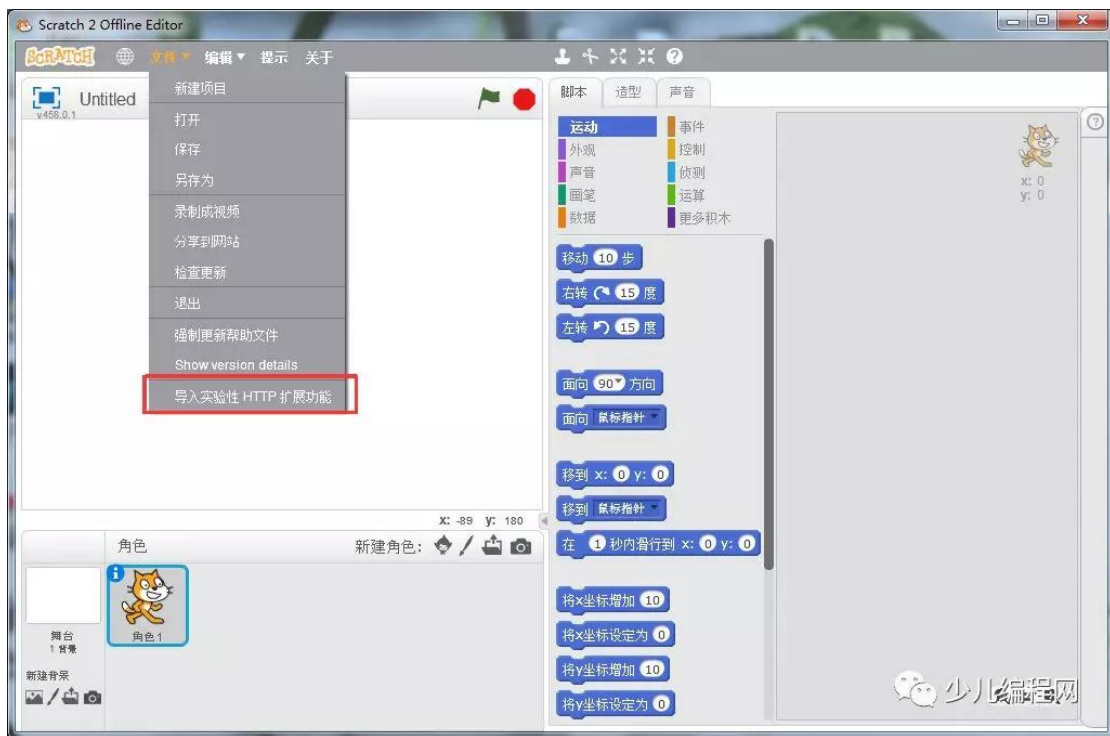 Scratch 2 Offline Editor
SCRATCH 文件▼ 编辑▼ 提示 关于
Untitled
v458.0.1
新建项目
打开
保存
另存为
录制成视频
分享到网站
检查更新
退出
强制更新帮助文件
Show version details
导入实验性 HTTP 扩展功能
X: -89 y: 180
角色
新建角色:
舞台
1 背景
角色1
新建背景
脚本 造型 声音
运动 事件
外观 控制
声音 侦测
画笔 运算
数据 更多积木
移动 10 步
右转 15 度
左转 15 度
面向 90▼ 方向
面向 鼠标指针
移到 x: 0 y: 0
移到 鼠标指针
在 1 秒内滑行到 x: 0 y: 0
将x坐标增加 10
将x坐标设定为 0
将y坐标增加 10
将y坐标设定为 0
x: 0
y: 0
少儿编程网